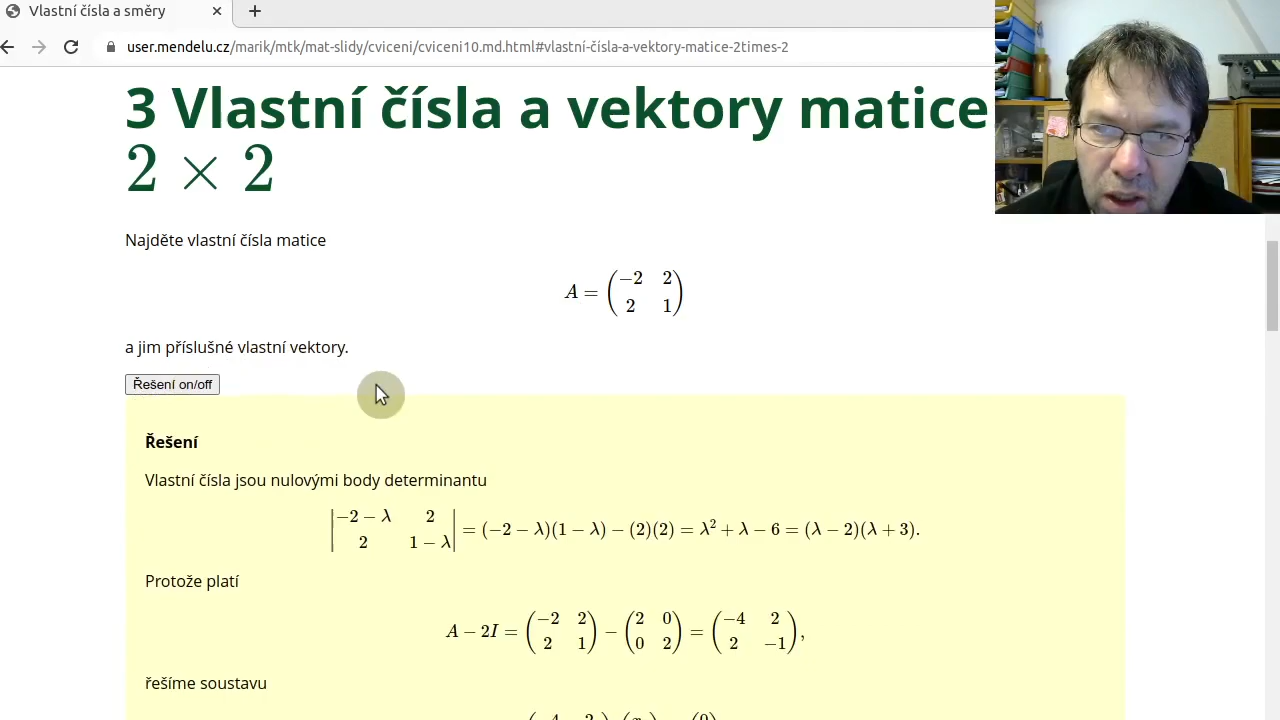 Vlastní čísla a směry
user.mendelu.cz/marik/mtk/mat-slidy/cviceni/cviceni10.md.html#vlastní-čísla-a-vektory-matice-2times-2
3 Vlastní čísla a vektory matice
2 × 2
Najděte vlastní čísla matice
A = (−2 2
2 1)
a jim příslušné vlastní vektory.
Řešení on/off
Řešení
Vlastní čísla jsou nulovými body determinantu
|−2 − λ 2
2 1 − λ| = (−2 − λ)(1 − λ) − (2)(2) = λ² + λ − 6 = (λ − 2)(λ + 3).
Protože platí
A − 2I = (−2 2
2 1) − (2 0
0 2) = (−4 2
2 −1),
řešíme soustavu